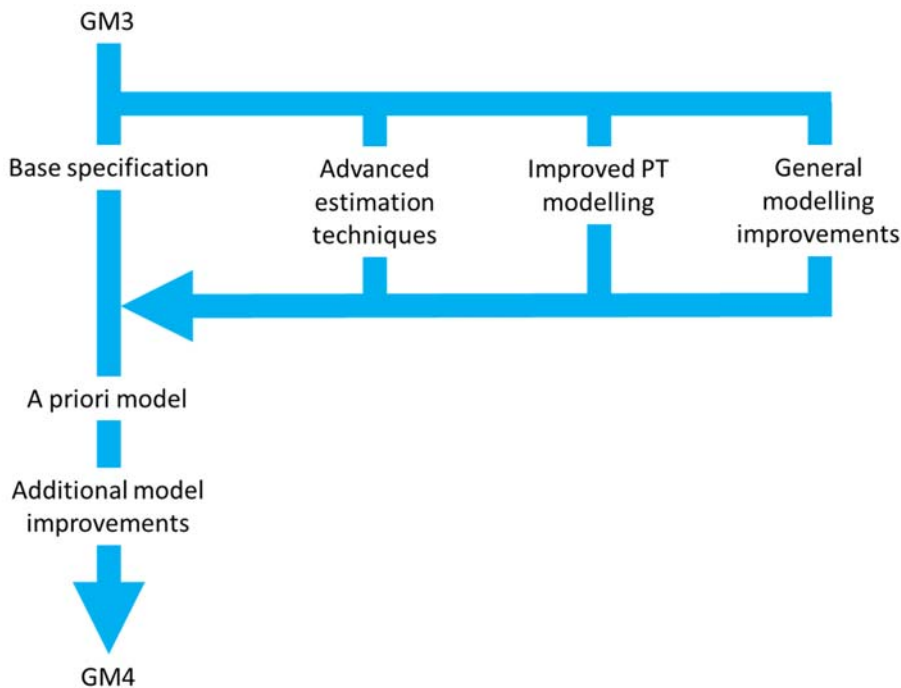 GM3
Base specification
Advanced
estimation
techniques
Improved PT
modelling
General
modelling
improvements
A priori model
Additional model
improvements
GM4